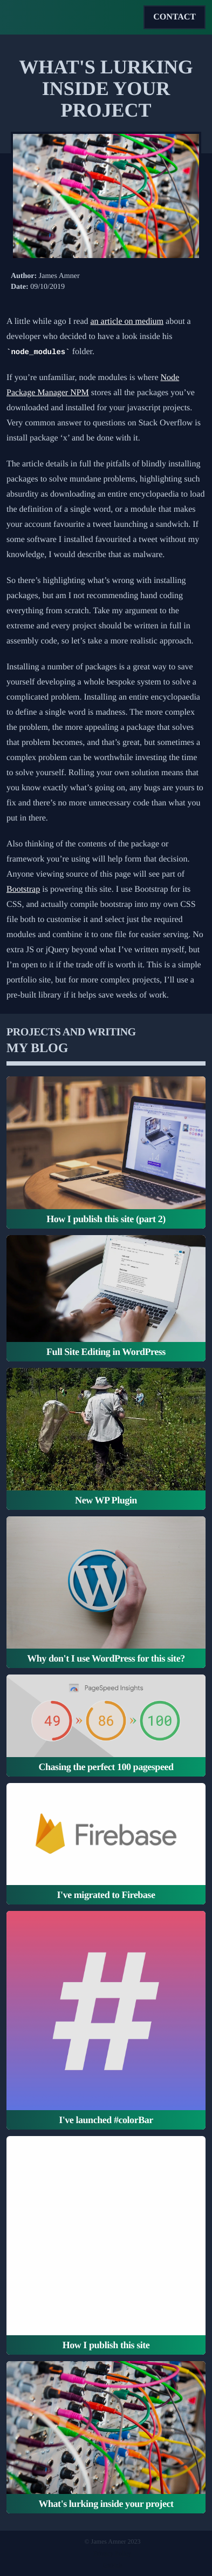 CONTACT
WHAT'S LURKING
INSIDE YOUR
PROJECT
Author: James Amner
Date: 09/10/2019
A little while ago I read an article on medium about a
developer who decided to have a look inside his
`node_modules` folder.
If you’re unfamiliar, node modules is where Node
Package Manager NPM stores all the packages you’ve
downloaded and installed for your javascript projects.
Very common answer to questions on Stack Overflow is
install package ‘x’ and be done with it.
The article details in full the pitfalls of blindly installing
packages to solve mundane problems, highlighting such
absurdity as downloading an entire encyclopaedia to load
the definition of a single word, or a module that makes
your account favourite a tweet launching a sandwich. If
some software I installed favourited a tweet without my
knowledge, I would describe that as malware.
So there’s highlighting what’s wrong with installing
packages, but am I not recommending hand coding
everything from scratch. Take my argument to the
extreme and every project should be written in full in
assembly code, so let’s take a more realistic approach.
Installing a number of packages is a great way to save
yourself developing a whole bespoke system to solve a
complicated problem. Installing an entire encyclopaedia
to define a single word is madness. The more complex
the problem, the more appealing a package that solves
that problem becomes, and that’s great, but sometimes a
complex problem can be worthwhile investing the time
to solve yourself. Rolling your own solution means that
you know exactly what’s going on, any bugs are yours to
fix and there’s no more unnecessary code than what you
put in there.
Also thinking of the contents of the package or
framework you’re using will help form that decision.
Anyone viewing source of this page will see part of
Bootstrap is powering this site. I use Bootstrap for its
CSS, and actually compile bootstrap into my own CSS
file both to customise it and select just the required
modules and combine it to one file for easier serving. No
extra JS or jQuery beyond what I’ve written myself, but
I’m open to it if the trade off is worth it. This is a simple
portfolio site, but for more complex projects, I’ll use a
pre-built library if it helps save weeks of work.
PROJECTS AND WRITING
MY BLOG
How I publish this site (part 2)
Full Site Editing in WordPress
New WP Plugin
Why don't I use WordPress for this site?
PageSpeed Insights
49 » 86 » 100
Chasing the perfect 100 pagespeed
Firebase
I've migrated to Firebase
#
I've launched #colorBar
How I publish this site
What's lurking inside your project